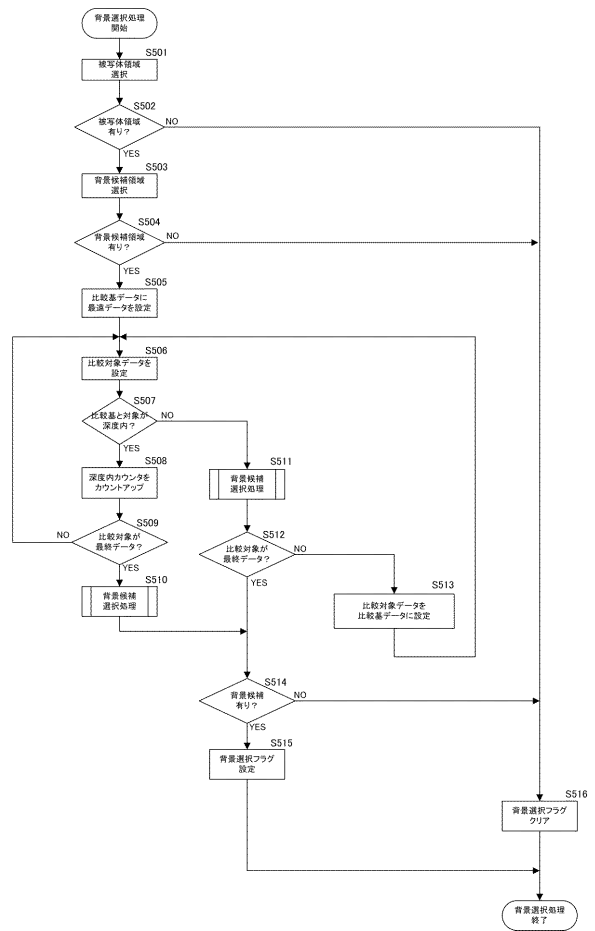 背景選択処理
開始
S501
被写体領域
選択
S502
被写体領域
有り？
NO
YES
S503
背景候補領域
選択
S504
背景候補領域
有り？
NO
YES
S505
比較基データに
最遠データを設定
S506
比較対象データを
設定
S507
比較基と対象が
深度内？
NO
YES
S508
深度内カウンタを
カウントアップ
S511
背景候補
選択処理
S509
比較対象が
最終データ？
NO
YES
S512
比較対象が
最終データ？
NO
YES
S510
背景候補
選択処理
S513
比較対象データを
比較基データに設定
S514
背景候補
有り？
NO
YES
S515
背景選択フラグ
設定
S516
背景選択フラグ
クリア
背景選択処理
終了